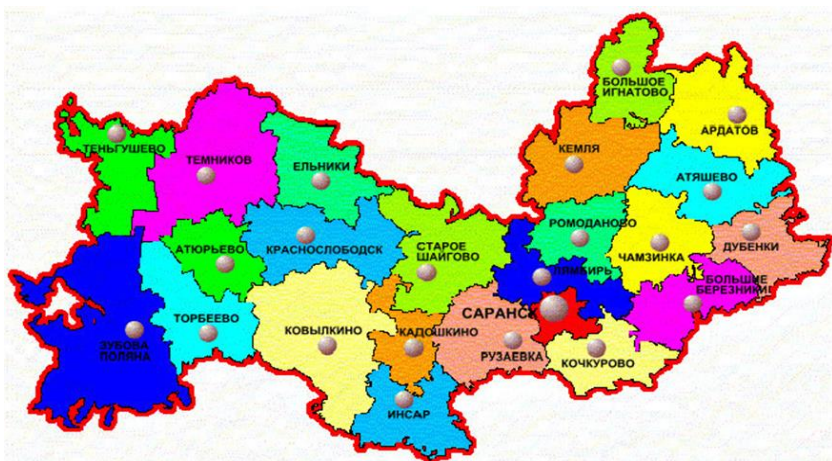 БОЛЬШОЕ
ИГНАТОВО
АРДАТОВ
ТЕНЬГУШЕВО
ТЕМНИКОВ
ЕЛЬНИКИ
КЕМЛЯ
АТЯШЕВО
АТЮРЬЕВО
КРАСНОСЛОБОДСК
СТАРОЕ
ШАЙГОВО
РОМОДАНОВО
ЧАМЗИНКА
ДУБЕНКИ
ЛЯМБИРЬ
БОЛЬШИЕ
БЕРЕЗНИКИ
ТОРБЕЕВО
ЗУБОВА
ПОЛЯНА
КОВЫЛКИНО
КАДОШКИНО
САРАНСК
РУЗАЕВКА
КОЧКУРОВО
ИНСАР